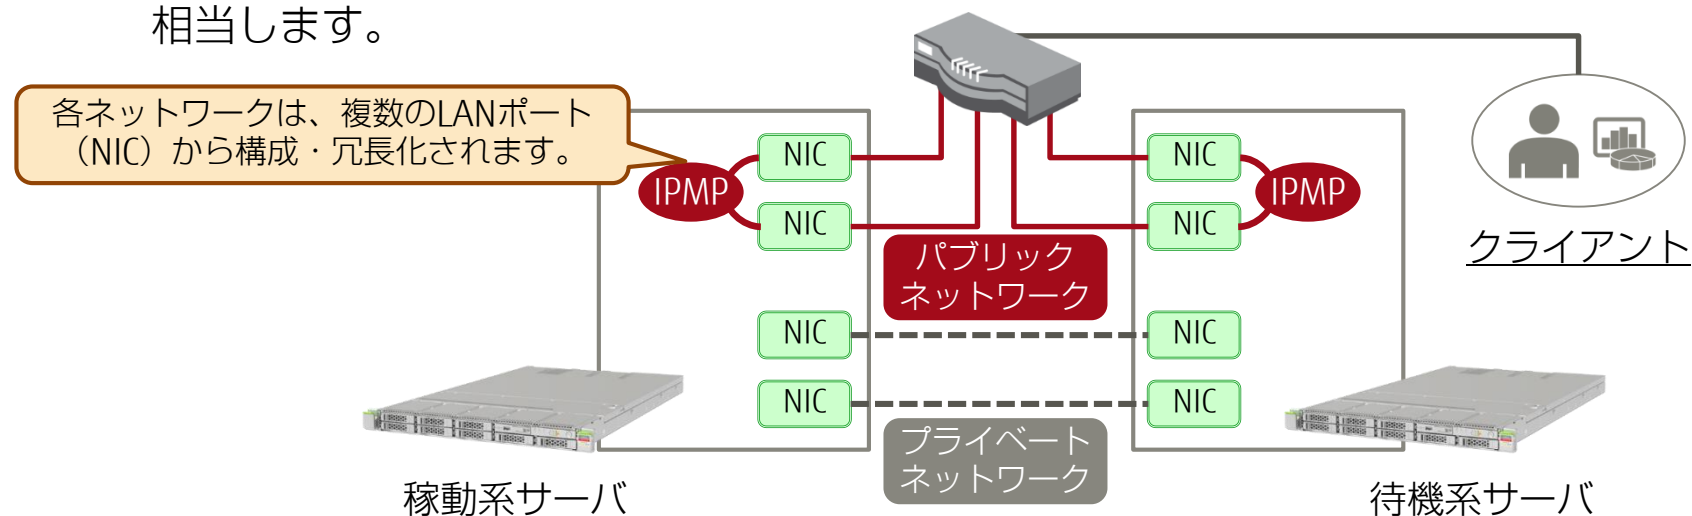 相当します。
各ネットワークは、複数のLANポート
（NIC）から構成・冗長化されます。
NIC
NIC
IPMP
IPMP
NIC
NIC
クライアント
パブリック
ネットワーク
NIC
NIC
NIC
NIC
プライベート
ネットワーク
稼動系サーバ
待機系サーバ